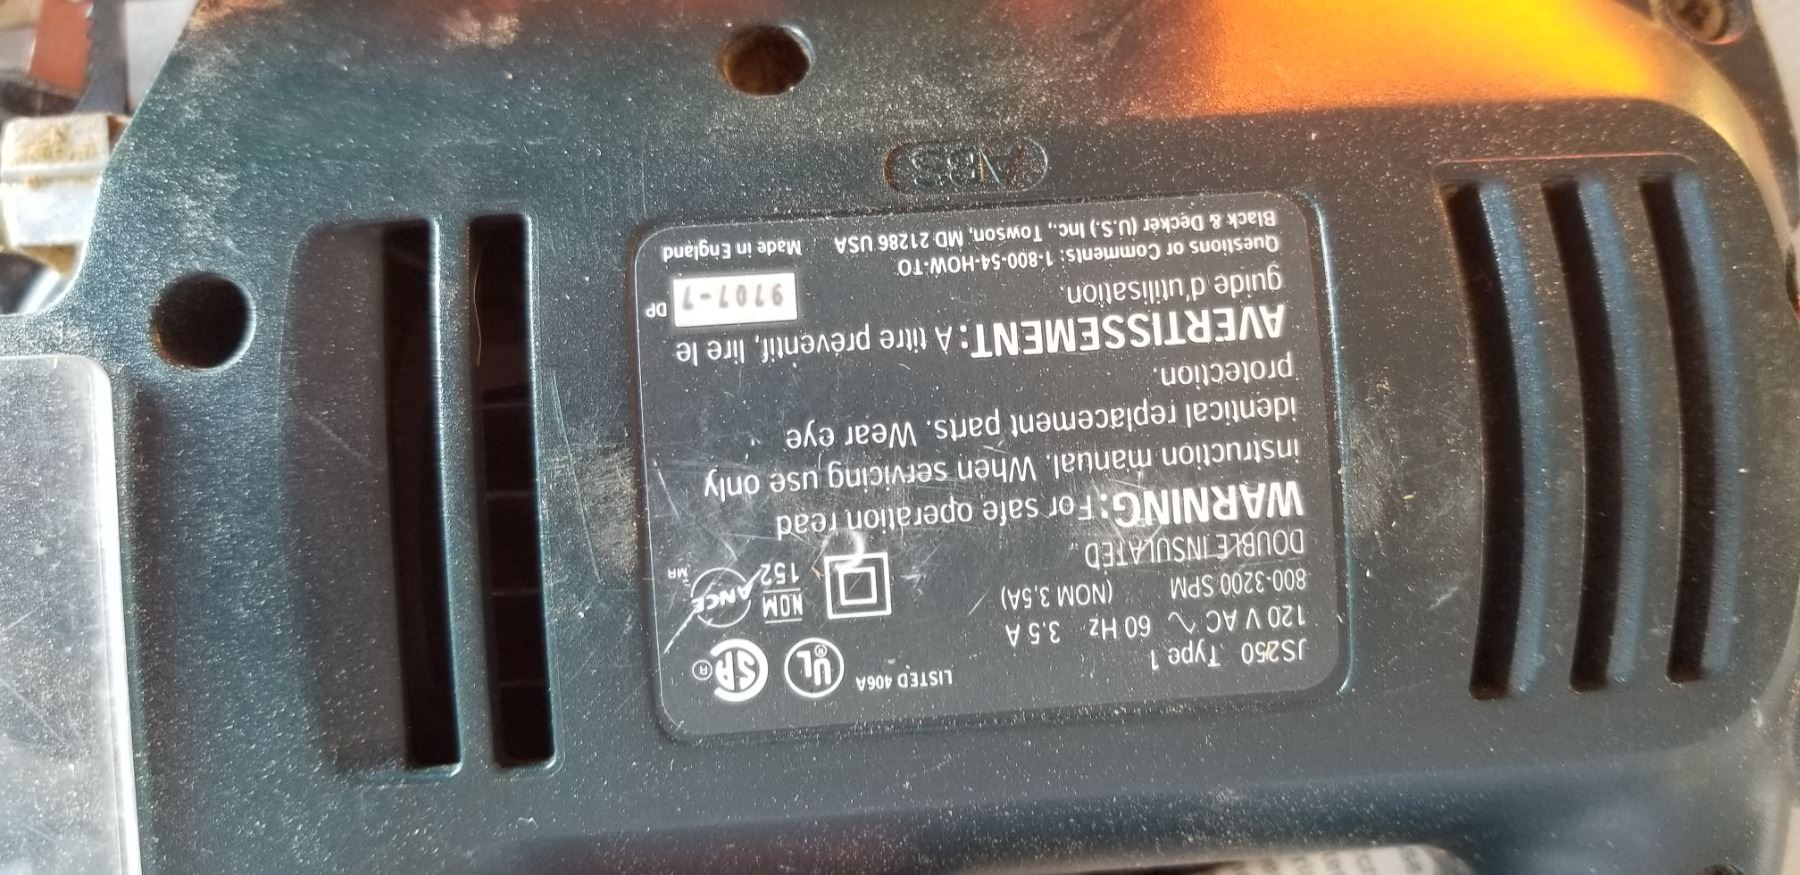 JS250 Type 1
120 V AC ~ 60 Hz 3.5 A
800-3200 SPM (NOM 3,5A)
DOUBLE INSULATED
LISTED 406A
UL
®
SA
®
NOM
152
ANCE
MR
WARNING: For safe operation read
instruction manual. When servicing use only
identical replacement parts. Wear eye
protection.
AVERTISSEMENT: A titre préventif, lire le
guide d'utilisation.
9707-7 DP
Questions or Comments: 1-800-54-HOW-TO
Black & Decker (U.S.) Inc., Towson, MD 21286 USA Made in England
ABS